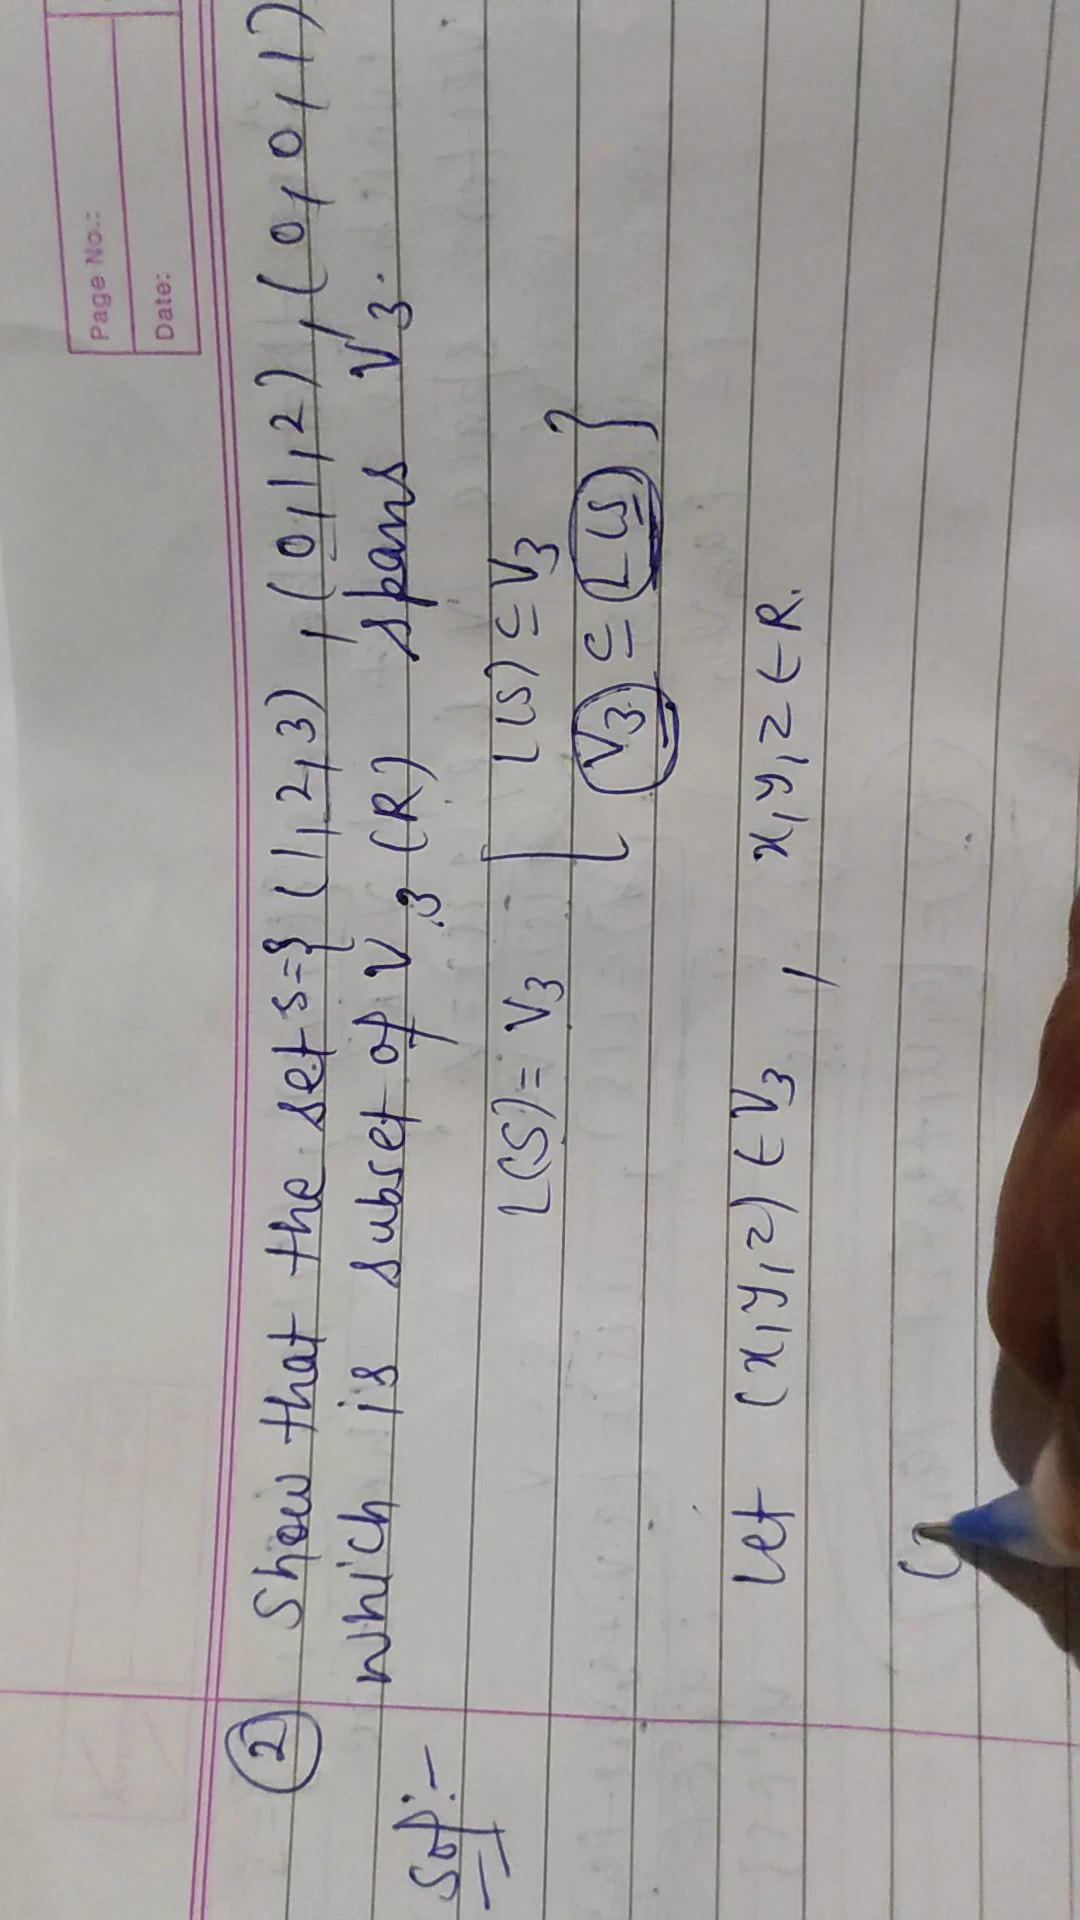 Page No.:
Date:
② Show that the set s={ (1,2,3) , (0,1,2) , (0,0,1)
which is subset of V3 (R) spans V3.
Sol:-
L(S) = V3 [ L(S) ⊆ V3
V3 ⊆ L(S) }
Let (x,y,z) ∈ V3 , x,y,z ∈ R.
(